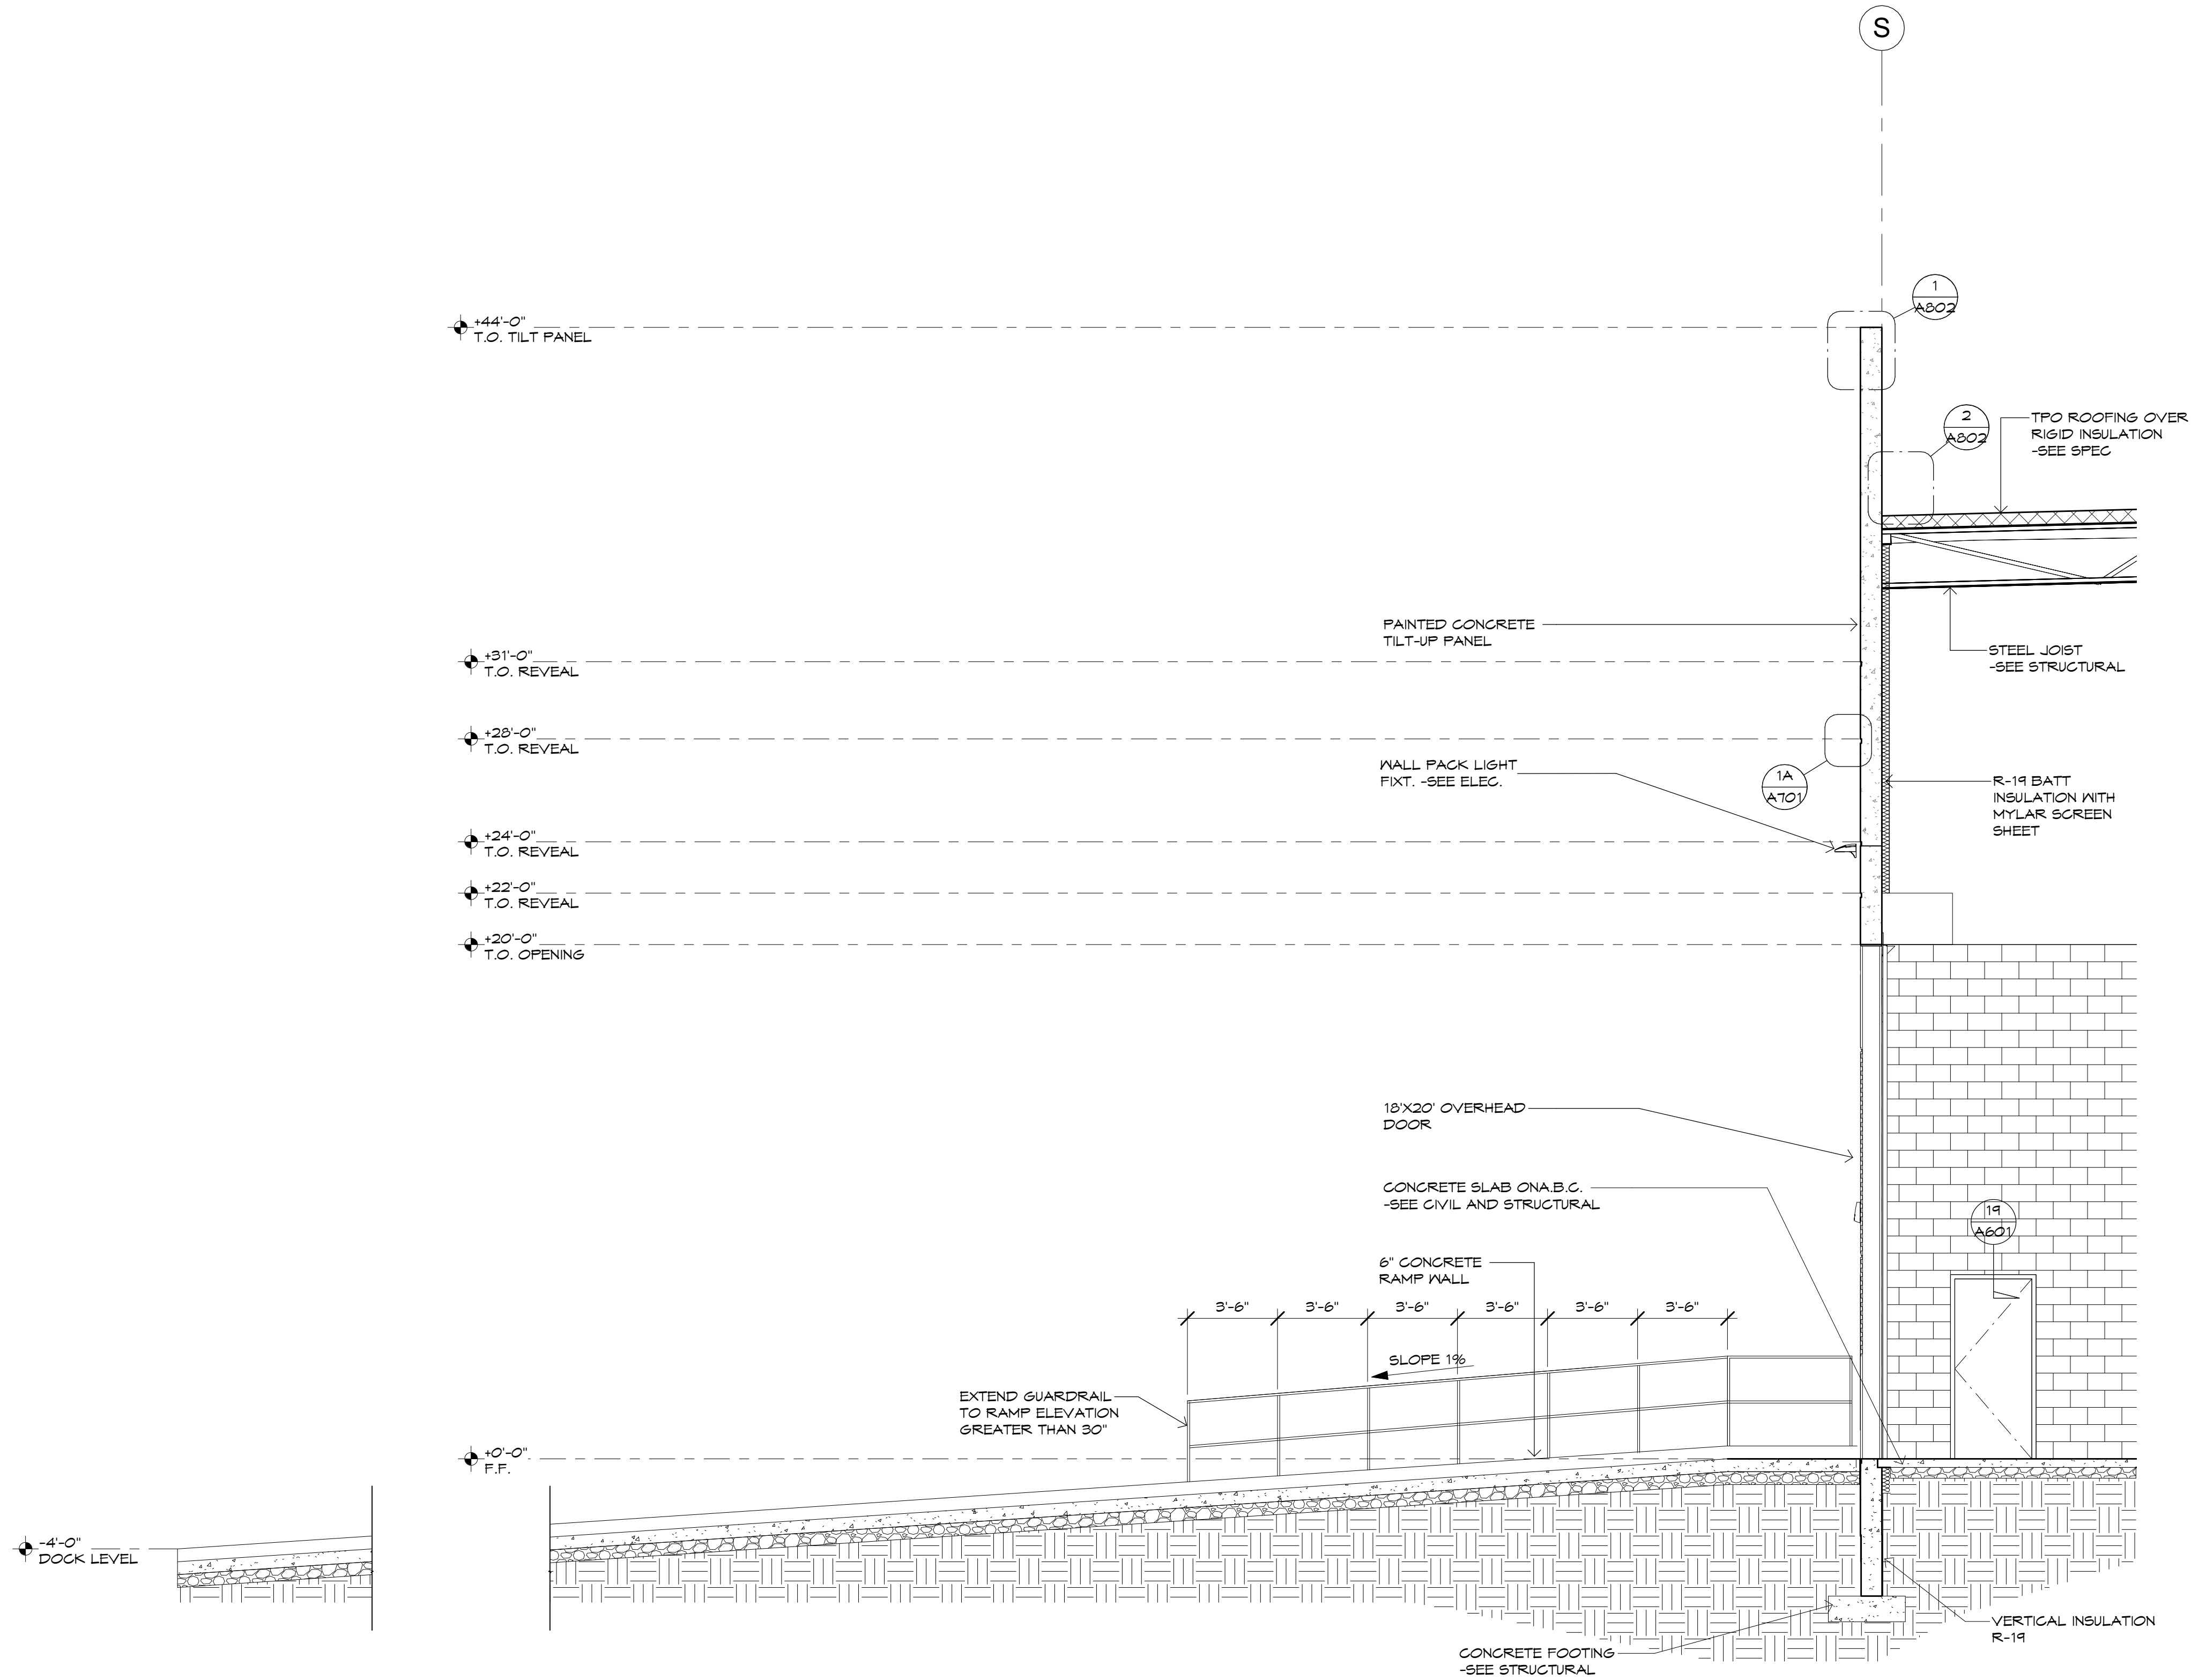 S
1
A802
+44'-0"
T.O. TILT PANEL
2
A802
TPO ROOFING OVER
RIGID INSULATION
-SEE SPEC
PAINTED CONCRETE
TILT-UP PANEL
STEEL JOIST
-SEE STRUCTURAL
+31'-0"
T.O. REVEAL
+28'-0"
T.O. REVEAL
WALL PACK LIGHT
FIXT. -SEE ELEC.
1A
A701
R-19 BATT
INSULATION WITH
MYLAR SCREEN
SHEET
+24'-0"
T.O. REVEAL
+22'-0"
T.O. REVEAL
+20'-0"
T.O. OPENING
18'X20' OVERHEAD
DOOR
CONCRETE SLAB ONA.B.C.
-SEE CIVIL AND STRUCTURAL
19
A601
6" CONCRETE
RAMP WALL
3'-6" 3'-6" 3'-6" 3'-6" 3'-6" 3'-6"
SLOPE 1%
EXTEND GUARDRAIL
TO RAMP ELEVATION
GREATER THAN 30"
+0'-0"
F.F.
-4'-0"
DOCK LEVEL
VERTICAL INSULATION
R-19
CONCRETE FOOTING
-SEE STRUCTURAL